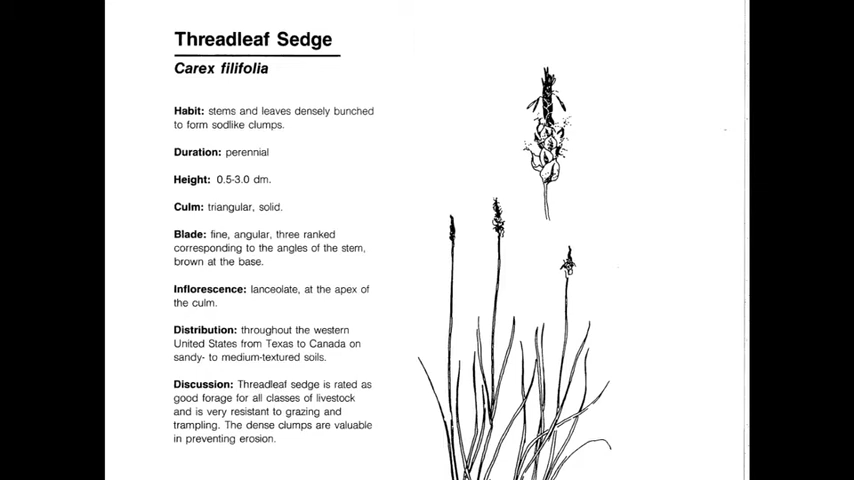 Threadleaf Sedge
Carex filifolia
Habit: stems and leaves densely bunched
to form sodlike clumps.
Duration: perennial
Height: 0.5-3.0 dm.
Culm: triangular, solid.
Blade: fine, angular, three ranked
corresponding to the angles of the stem,
brown at the base.
Inflorescence: lanceolate, at the apex of
the culm.
Distribution: throughout the western
United States from Texas to Canada on
sandy- to medium-textured soils.
Discussion: Threadleaf sedge is rated as
good forage for all classes of livestock
and is very resistant to grazing and
trampling. The dense clumps are valuable
in preventing erosion.